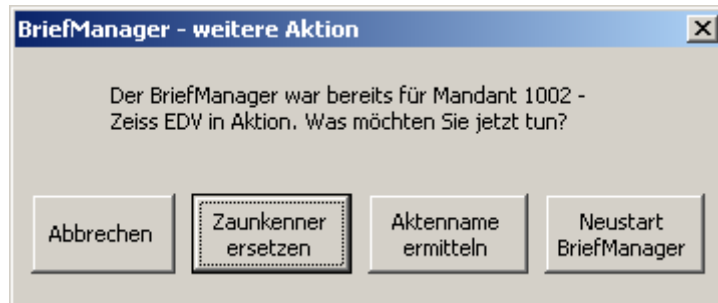 BriefManager - weitere Aktion
Der BriefManager war bereits für Mandant 1002 -
Zeiss EDV in Aktion. Was möchten Sie jetzt tun?
Abbrechen
Zaunkenner
ersetzen
Aktenname
ermitteln
Neustart
BriefManager